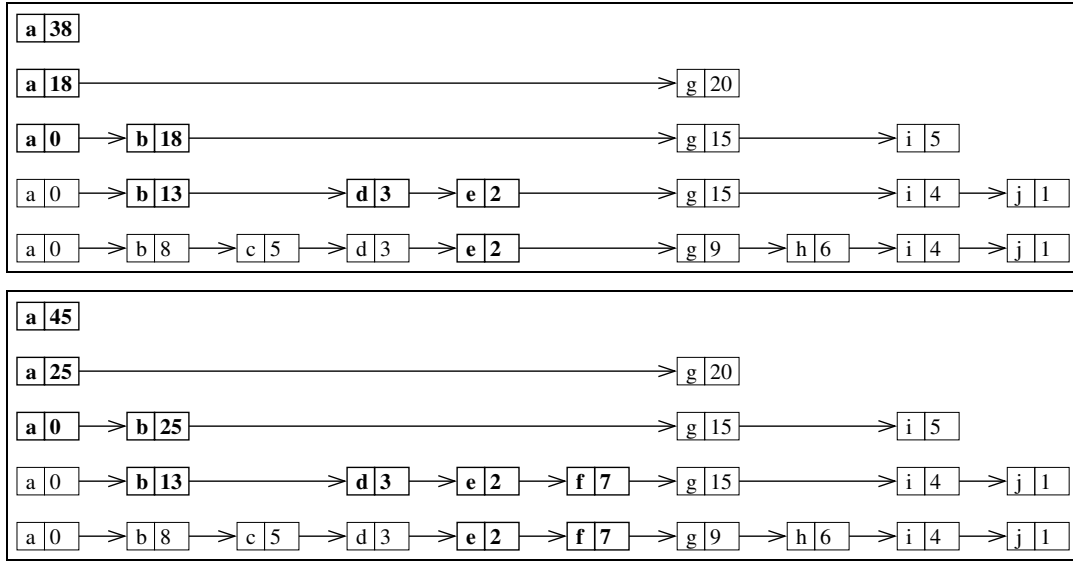 a 38
a 18 g 20
a 0 b 18 g 15 i 5
a 0 b 13 d 3 e 2 g 15 i 4 j 1
a 0 b 8 c 5 d 3 e 2 g 9 h 6 i 4 j 1
a 45
a 25 g 20
a 0 b 25 g 15 i 5
a 0 b 13 d 3 e 2 f 7 g 15 i 4 j 1
a 0 b 8 c 5 d 3 e 2 f 7 g 9 h 6 i 4 j 1